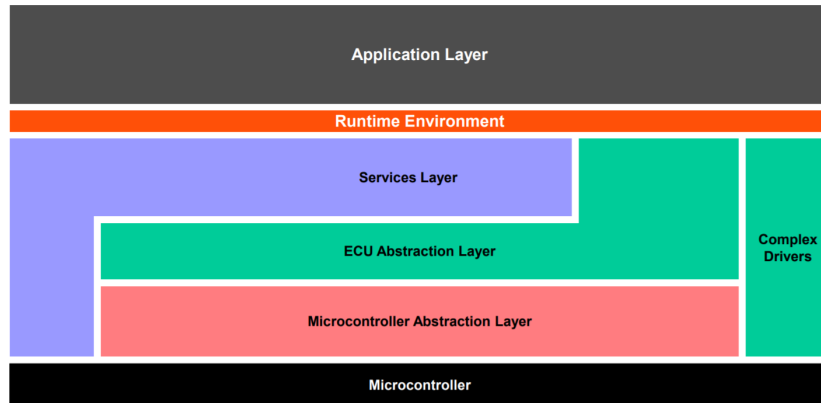 Application Layer
Runtime Environment
Services Layer
ECU Abstraction Layer
Complex
Drivers
Microcontroller Abstraction Layer
Microcontroller